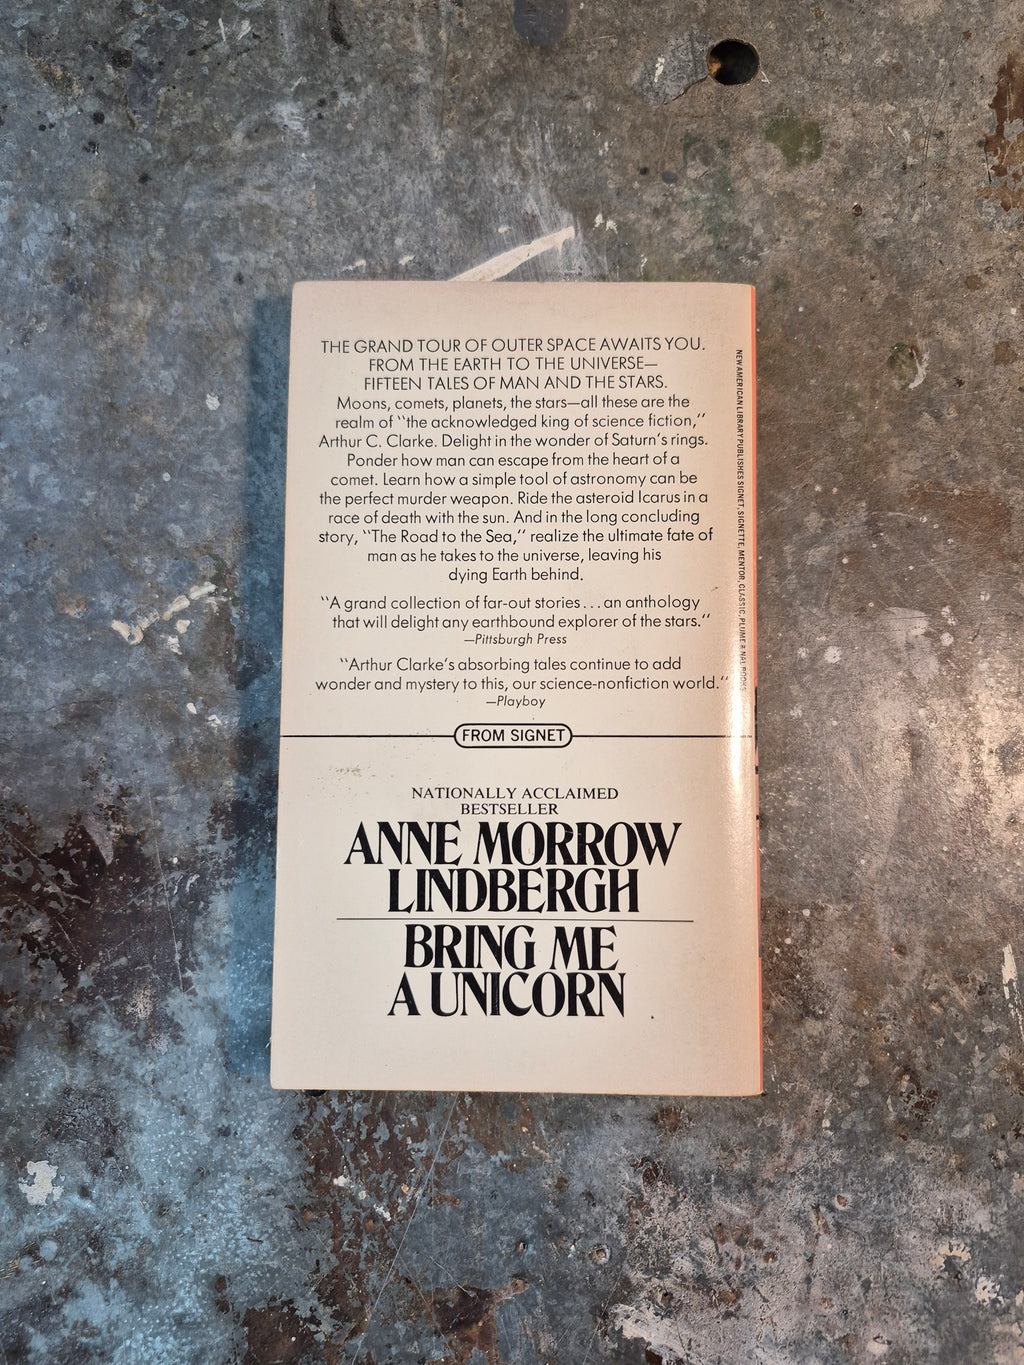 THE GRAND TOUR OF OUTER SPACE AWAITS YOU.
FROM THE EARTH TO THE UNIVERSE—
FIFTEEN TALES OF MAN AND THE STARS.
Moons, comets, planets, the stars—all these are the
realm of "the acknowledged king of science fiction,"
Arthur C. Clarke. Delight in the wonder of Saturn's rings.
Ponder how man can escape from the heart of a
comet. Learn how a simple tool of astronomy can be
the perfect murder weapon. Ride the asteroid Icarus in a
race of death with the sun. And in the long concluding
story, "The Road to the Sea," realize the ultimate fate of
man as he takes to the universe, leaving his
dying Earth behind.
"A grand collection of far-out stories . . . an anthology
that will delight any earthbound explorer of the stars."
—Pittsburgh Press
"Arthur Clarke's absorbing tales continue to add
wonder and mystery to this, our science-nonfiction world."
—Playboy
FROM SIGNET
NATIONALLY ACCLAIMED
BESTSELLER
ANNE MORROW
LINDBERGH
BRING ME
A UNICORN
NEW AMERICAN LIBRARY PUBLISHES SIGNET, SIGNETTE, MENTOR, CLASSIC, PLUME & NAL BOOKS